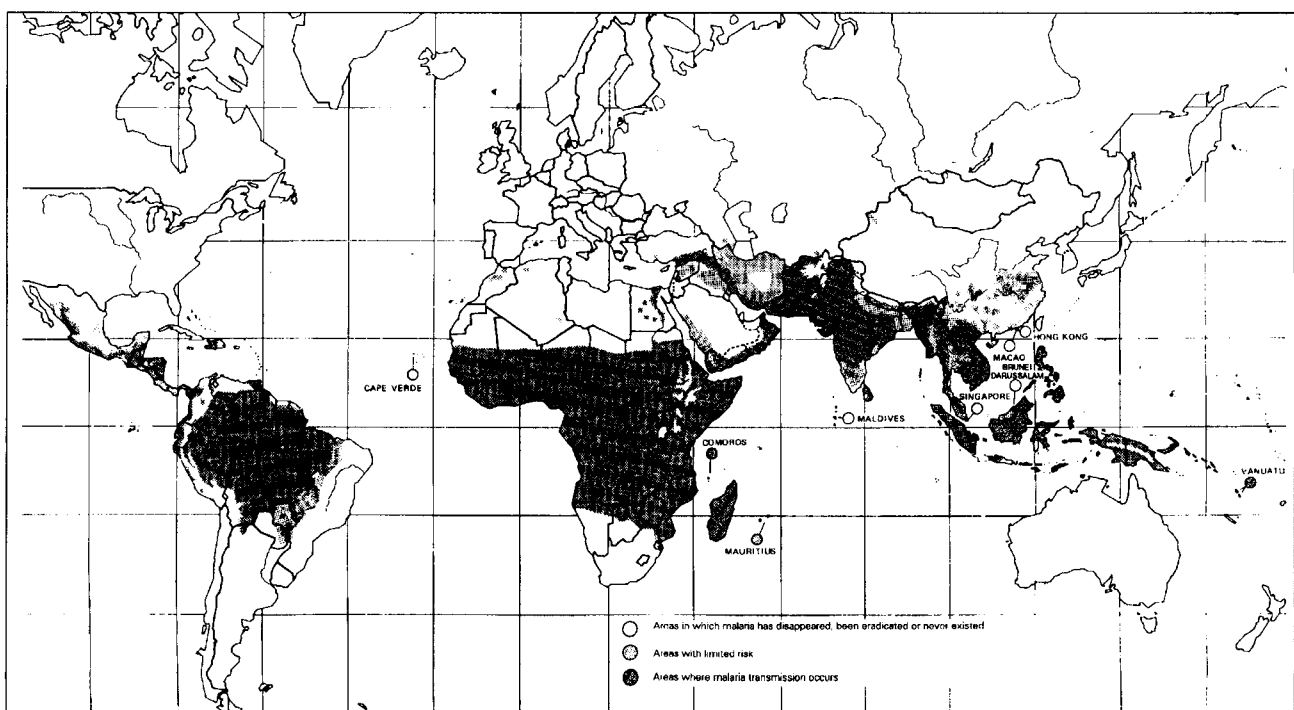 HONG KONG
MACAO
BRUNEI
DARUSSALAM
CAPE VERDE
SINGAPORE
MALDIVES
COMOROS
VANUATU
MAURITIUS
Areas in which malaria has disappeared, been eradicated or never existed
Areas with limited risk
Areas where malaria transmission occurs